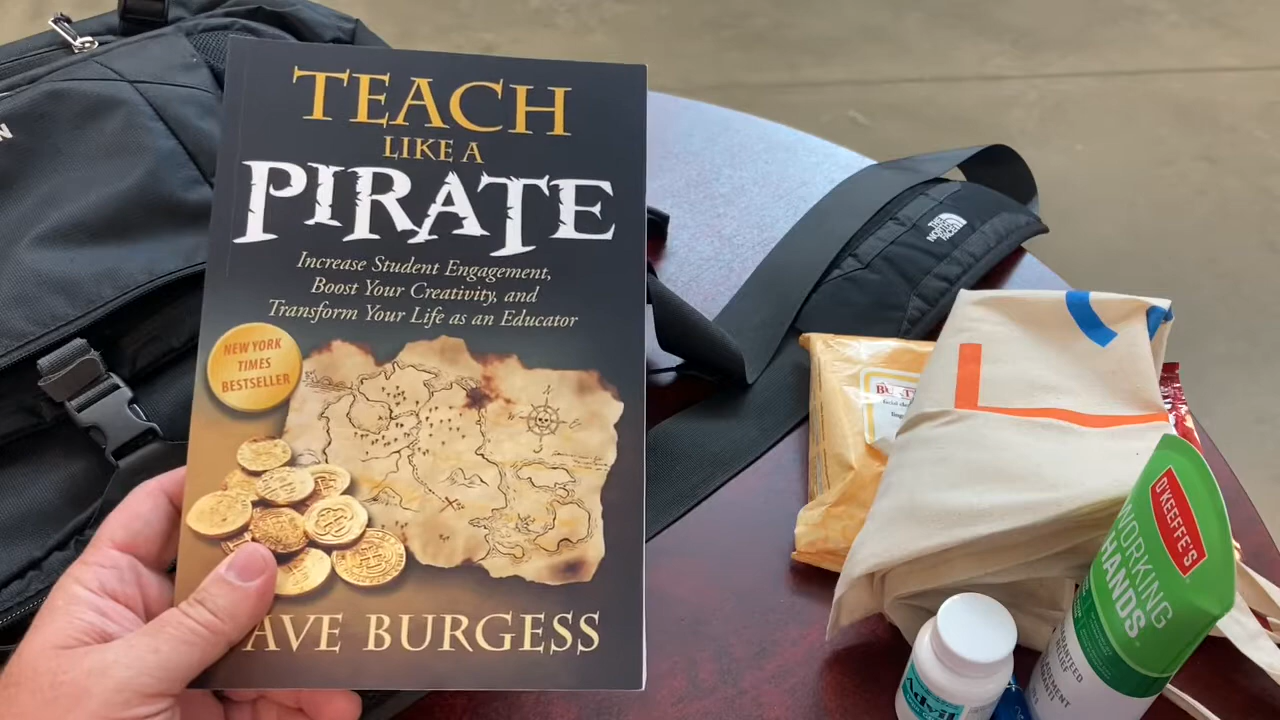 TEACH
LIKE A
PIRATE
Increase Student Engagement,
Boost Your Creativity, and
Transform Your Life as an Educator
NEW YORK
TIMES
BESTSELLER
AVE BURGESS
THE
NORTH
FACE
O'KEEFFE'S
WORKING
HANDS
Advil